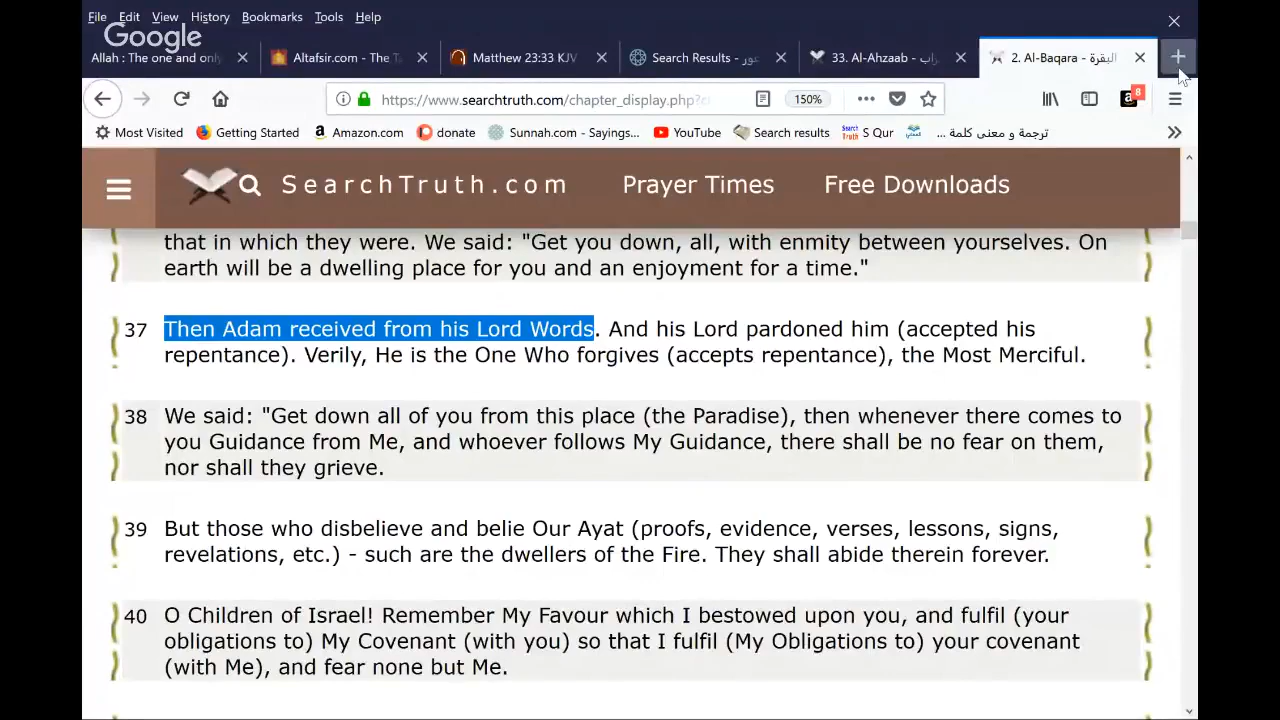 File Edit View History Bookmarks Tools Help
Google
Allah : The one and only
Altafsir.com - The Ta
Matthew 23:33 KJV
Search Results - عور
33. Al-Ahzaab - راب
2. Al-Baqara - البقرة
https://www.searchtruth.com/chapter_display.php?c
150%
8
Most Visited Getting Started Amazon.com donate Sunnah.com - Sayings... YouTube Search results S Qur ترجمة و معنى كلمة ...
SearchTruth.com Prayer Times Free Downloads
that in which they were. We said: "Get you down, all, with enmity between yourselves. On
earth will be a dwelling place for you and an enjoyment for a time."
37 Then Adam received from his Lord Words. And his Lord pardoned him (accepted his
repentance). Verily, He is the One Who forgives (accepts repentance), the Most Merciful.
38 We said: "Get down all of you from this place (the Paradise), then whenever there comes to
you Guidance from Me, and whoever follows My Guidance, there shall be no fear on them,
nor shall they grieve.
39 But those who disbelieve and belie Our Ayat (proofs, evidence, verses, lessons, signs,
revelations, etc.) - such are the dwellers of the Fire. They shall abide therein forever.
40 O Children of Israel! Remember My Favour which I bestowed upon you, and fulfil (your
obligations to) My Covenant (with you) so that I fulfil (My Obligations to) your covenant
(with Me), and fear none but Me.